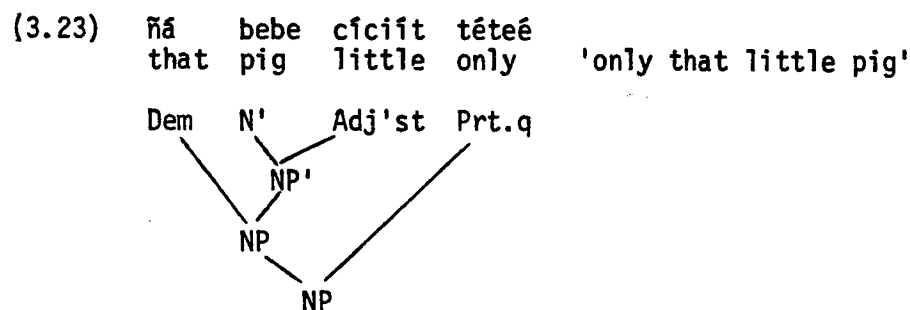 (3.23) ñá bebe cíciít téteé
that pig little only 'only that little pig'
Dem N' Adj'st Prt.q
NP'
NP
NP